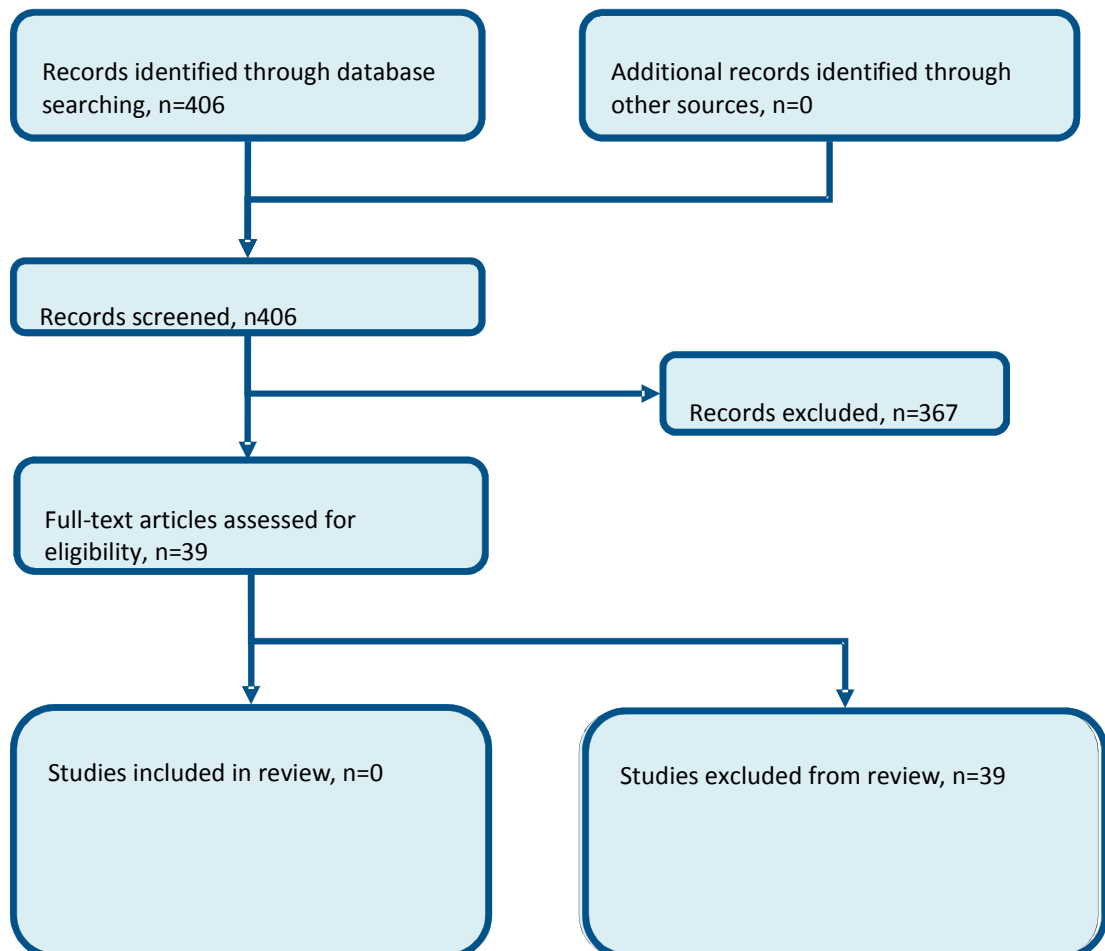 Records identified through database
searching, n=406
Additional records identified through
other sources, n=0
Records screened, n406
Records excluded, n=367
Full-text articles assessed for
eligibility, n=39
Studies included in review, n=0
Studies excluded from review, n=39